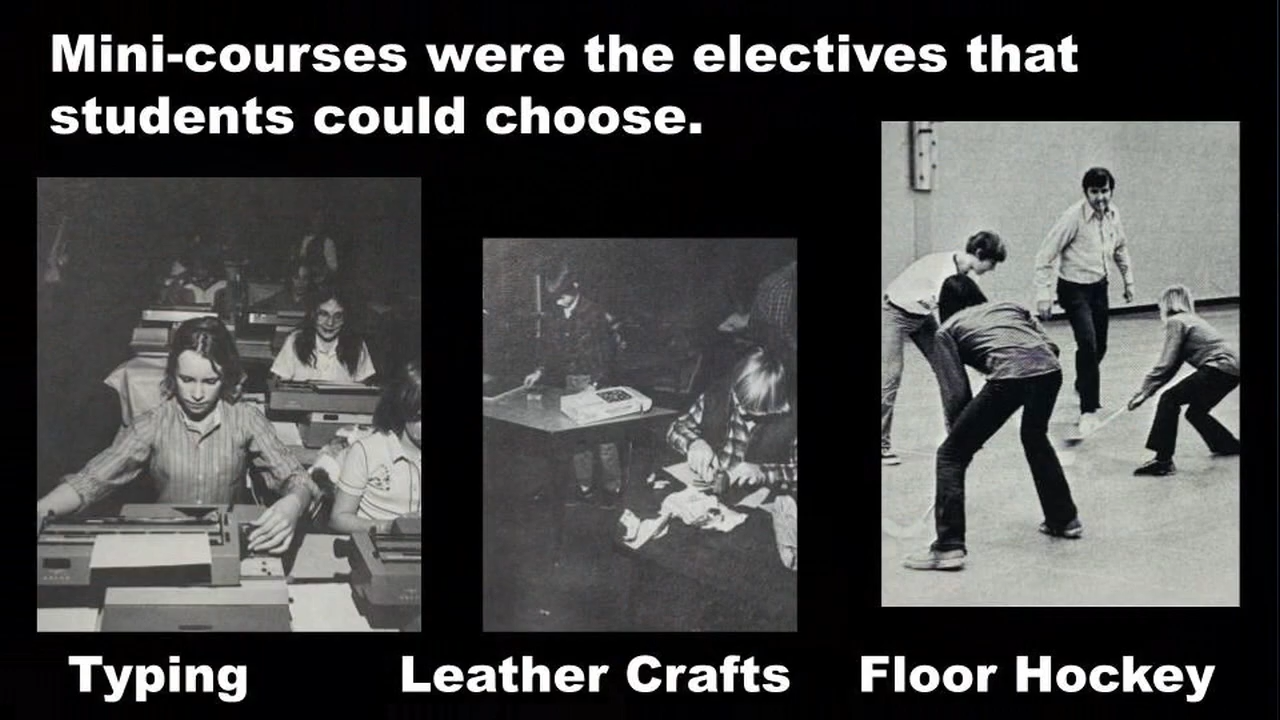 Mini-courses were the electives that
students could choose.
Typing
Leather Crafts
Floor Hockey